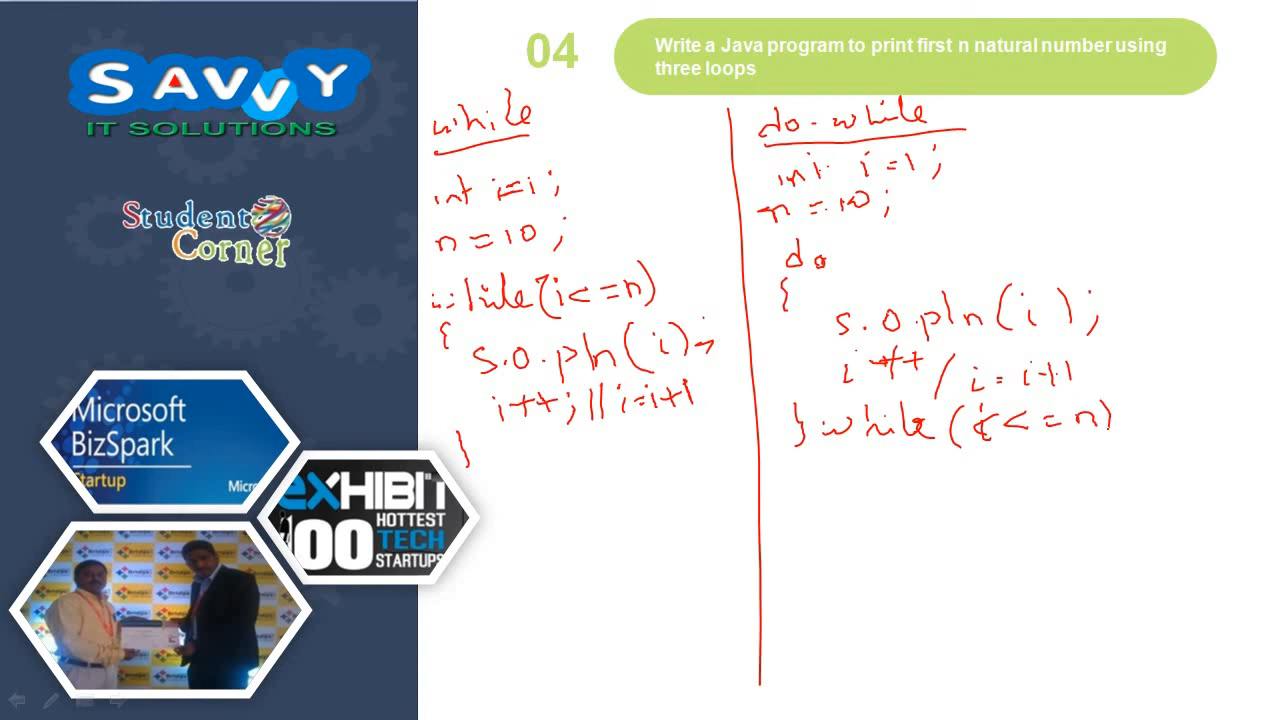 SAVVY
IT SOLUTIONS
Student
Corner
Microsoft
BizSpark
Startup
Micros
EXHIBIT
100
HOTTEST
TECH
STARTUPS
04
Write a Java program to print first n natural number using
three loops
while
int i=1;
n=10;
while(i<=n)
{
S.O.pln(i);
i++; // i=i+1
}
do-while
int i=1;
n=10;
do
{
S.O.pln(i);
i++ / i=i+1
} while (i<=n)